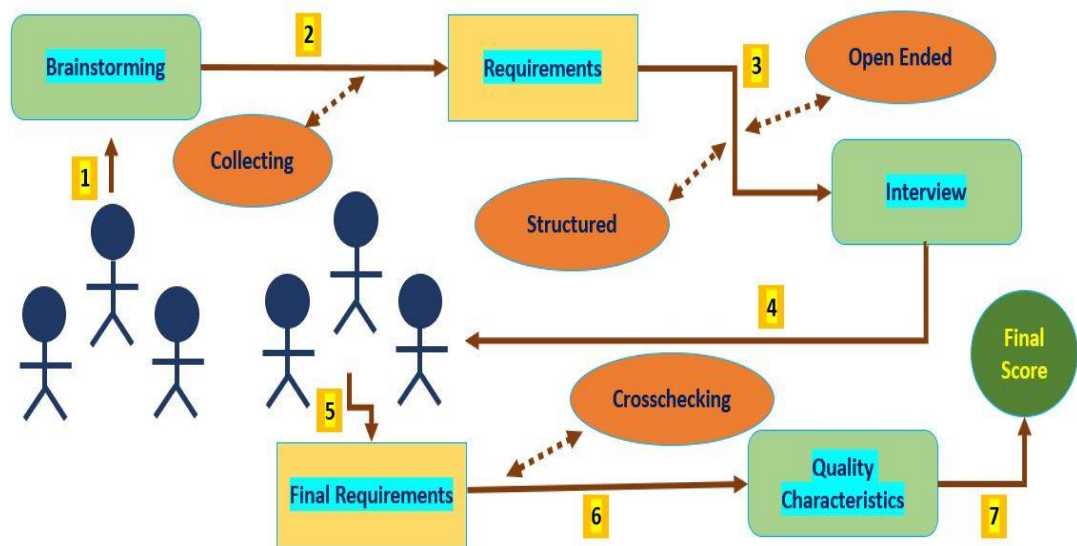 2
Brainstorming
Requirements
3
Open Ended
Collecting
1
Interview
Structured
4
Final
Score
Crosschecking
5
Final Requirements
Quality
Characteristics
6
7